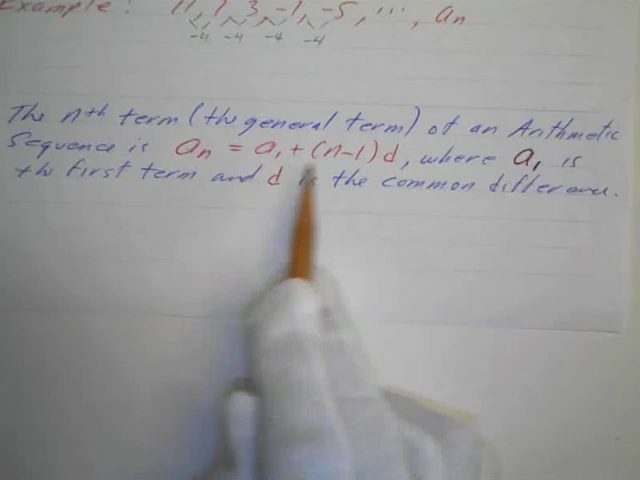 Example: 11, 7, 3, -1, -5, ..., an
-4 -4 -4 -4
The nth term (the general term) of an Arithmetic
Sequence is an = a1 + (n-1)d, where a1 is
the first term and d is the common difference.